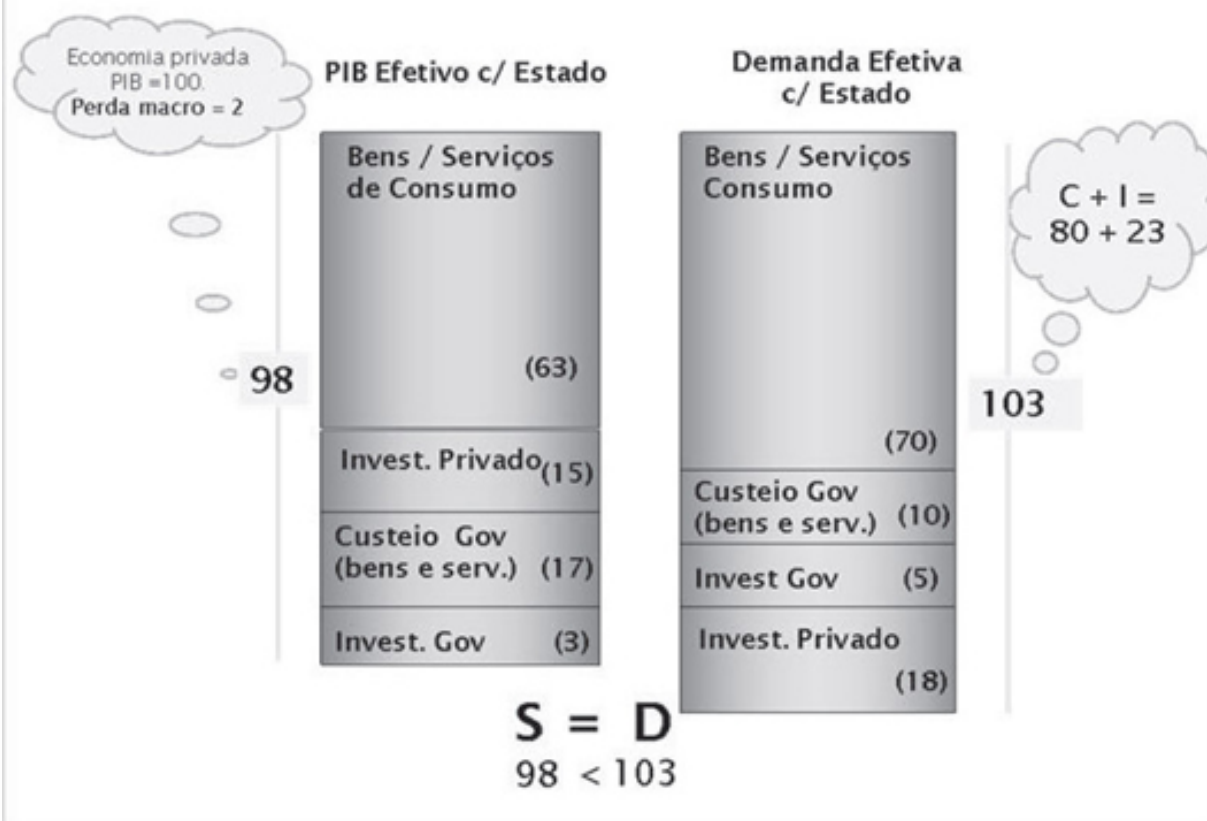 Economia privada
PIB =100.
Perda macro = 2
PIB Efetivo c/ Estado
Demanda Efetiva
c/ Estado
Bens / Serviços
de Consumo
(63)
98
Invest. Privado (15)
Custeio Gov
(bens e serv.) (17)
Invest. Gov (3)
Bens / Serviços
Consumo
(70)
Custeio Gov
(bens e serv.) (10)
Invest Gov (5)
Invest. Privado
(18)
C + I =
80 + 23
103
S = D
98 < 103